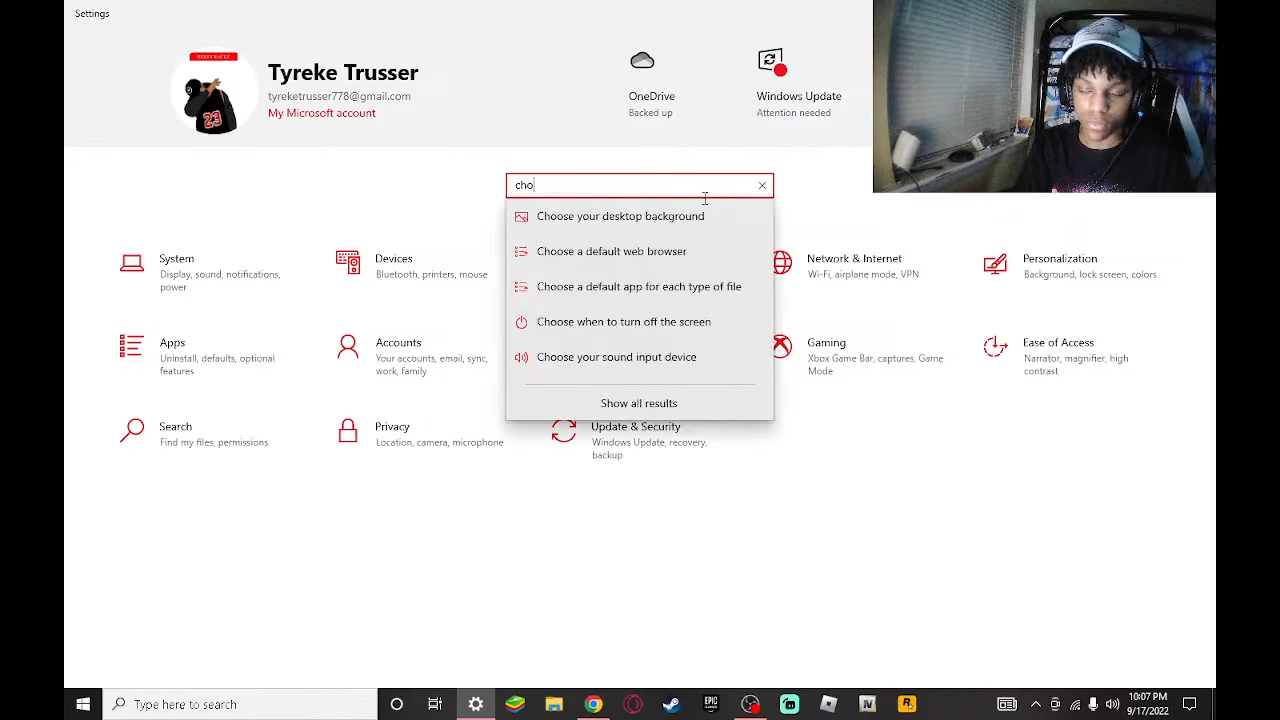 Settings
Tyreke Trusser
tyreketrusser778@gmail.com
My Microsoft account
23
OneDrive
Backed up
Windows Update
Attention needed
cho
Choose your desktop background
Choose a default web browser
Choose a default app for each type of file
Choose when to turn off the screen
Choose your sound input device
Show all results
System
Display, sound, notifications,
power
Devices
Bluetooth, printers, mouse
Network & Internet
Wi-Fi, airplane mode, VPN
Personalization
Background, lock screen, colors
Apps
Uninstall, defaults, optional
features
Accounts
Your accounts, email, sync,
work, family
Gaming
Xbox Game Bar, captures, Game
Mode
Ease of Access
Narrator, magnifier, high
contrast
Search
Find my files, permissions
Privacy
Location, camera, microphone
Update & Security
Windows Update, recovery,
backup
Type here to search
EPIC
GAMES
IV
R
10:07 PM
9/17/2022